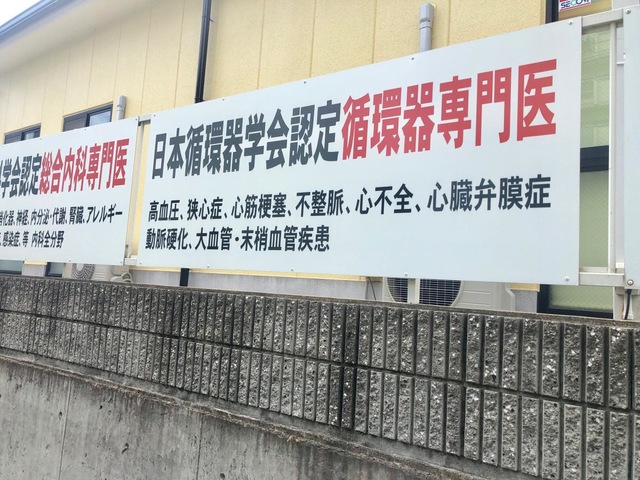 学会認定総合内科専門医
消化器、神経、内分泌・代謝、腎臓、アレルギー
感染症、等 内科全分野
日本循環器学会認定循環器専門医
高血圧、狭心症、心筋梗塞、不整脈、心不全、心臓弁膜症
動脈硬化、大血管・末梢血管疾患
SECOM